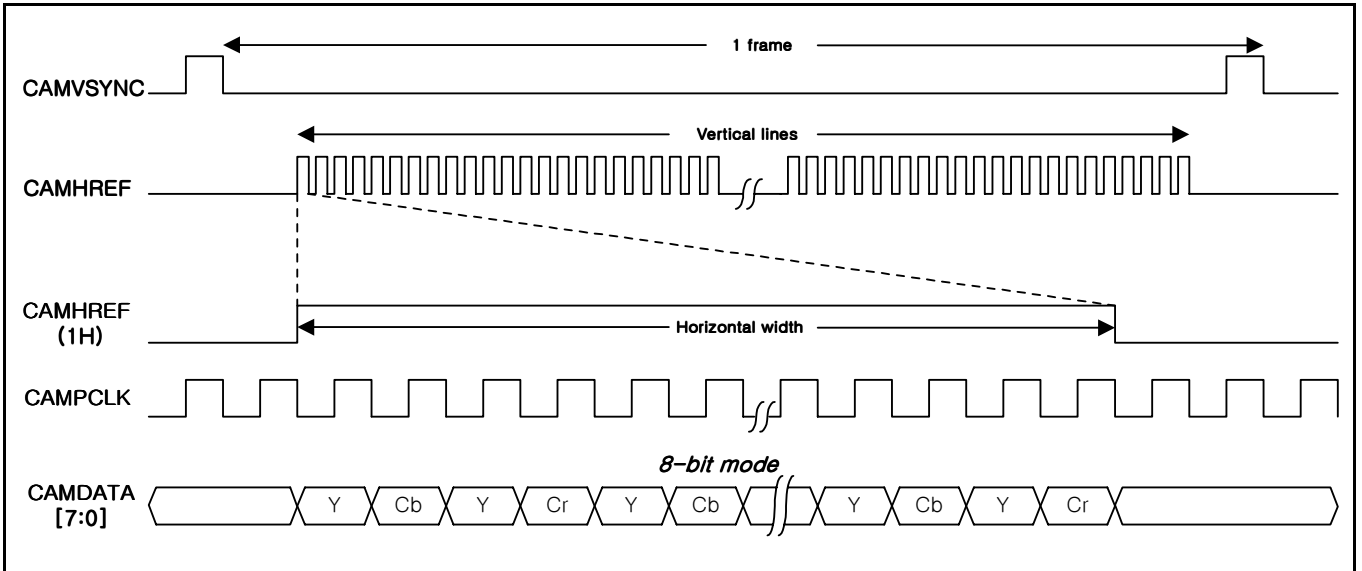 1 frame
CAMVSYNC
Vertical lines
CAMHREF
CAMHREF
(1H)
Horizontal width
CAMPCLK
8-bit mode
CAMDATA
[7:0]
Y Cb Y Cr Y Cb Y Cb Y Cr